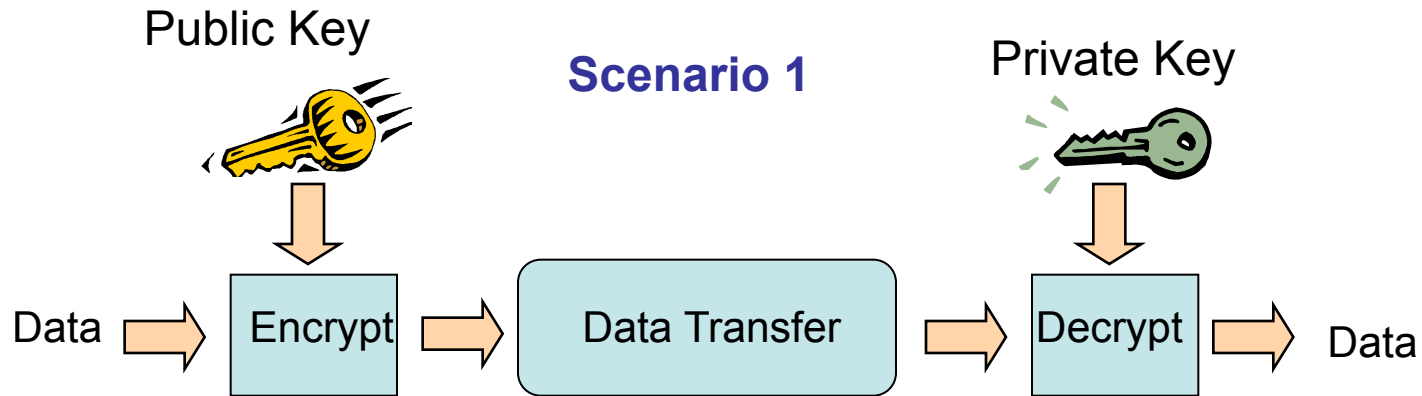 Public Key
Scenario 1
Private Key
Data
Encrypt
Data Transfer
Decrypt
Data